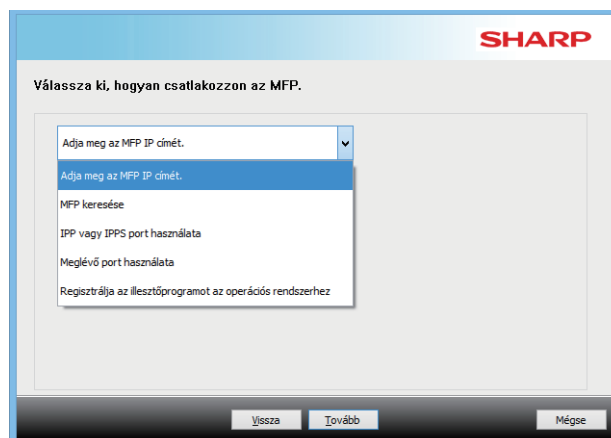 SHARP
Válassza ki, hogyan csatlakozzon az MFP.
Adja meg az MFP IP címét.
Adja meg az MFP IP címét.
MFP keresése
IPP vagy IPPS port használata
Meglévő port használata
Regisztrálja az illesztőprogramot az operációs rendszerhez
Vissza Tovább Mégse